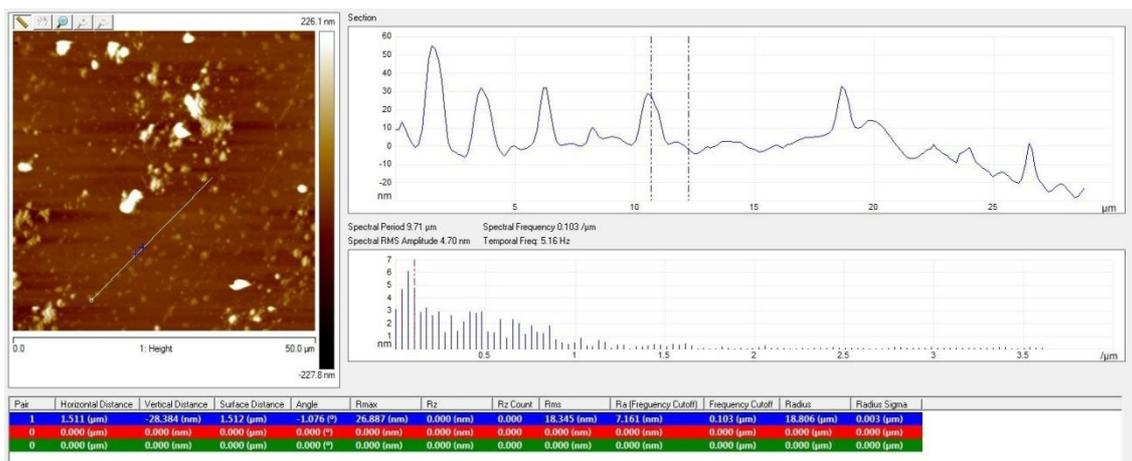 226.1 nm
0.0
1: Height
50.0 µm
-227.8 nm
Section
60
50
40
30
20
10
0
-10
-20
nm
5
10
15
20
25
µm
Spectral Period 9.71 µm Spectral Frequency 0.103 /µm
Spectral RMS Amplitude 4.70 nm Temporal Freq: 5.16 Hz
7
6
5
4
3
2
1
nm
0.5
1
1.5
2
2.5
3
3.5
/µm
Pair Horizontal Distance Vertical Distance Surface Distance Angle Rmax Rz Rz Count Rms Ra (Frequency Cutoff) Frequency Cutoff Radius Radius Sigma
1 1.511 (µm) -28.384 (nm) 1.512 (µm) -1.076 (º) 26.887 (nm) 0.000 (nm) 0.000 18.345 (nm) 7.161 (nm) 0.103 (µm) 18.806 (µm) 0.003 (µm)
0 0.000 (µm) 0.000 (nm) 0.000 (µm) 0.000 (º) 0.000 (nm) 0.000 (nm) 0.000 0.000 (nm) 0.000 (nm) 0.000 (µm) 0.000 (µm) 0.000 (µm)
0 0.000 (µm) 0.000 (nm) 0.000 (µm) 0.000 (º) 0.000 (nm) 0.000 (nm) 0.000 0.000 (nm) 0.000 (nm) 0.000 (µm) 0.000 (µm) 0.000 (µm)